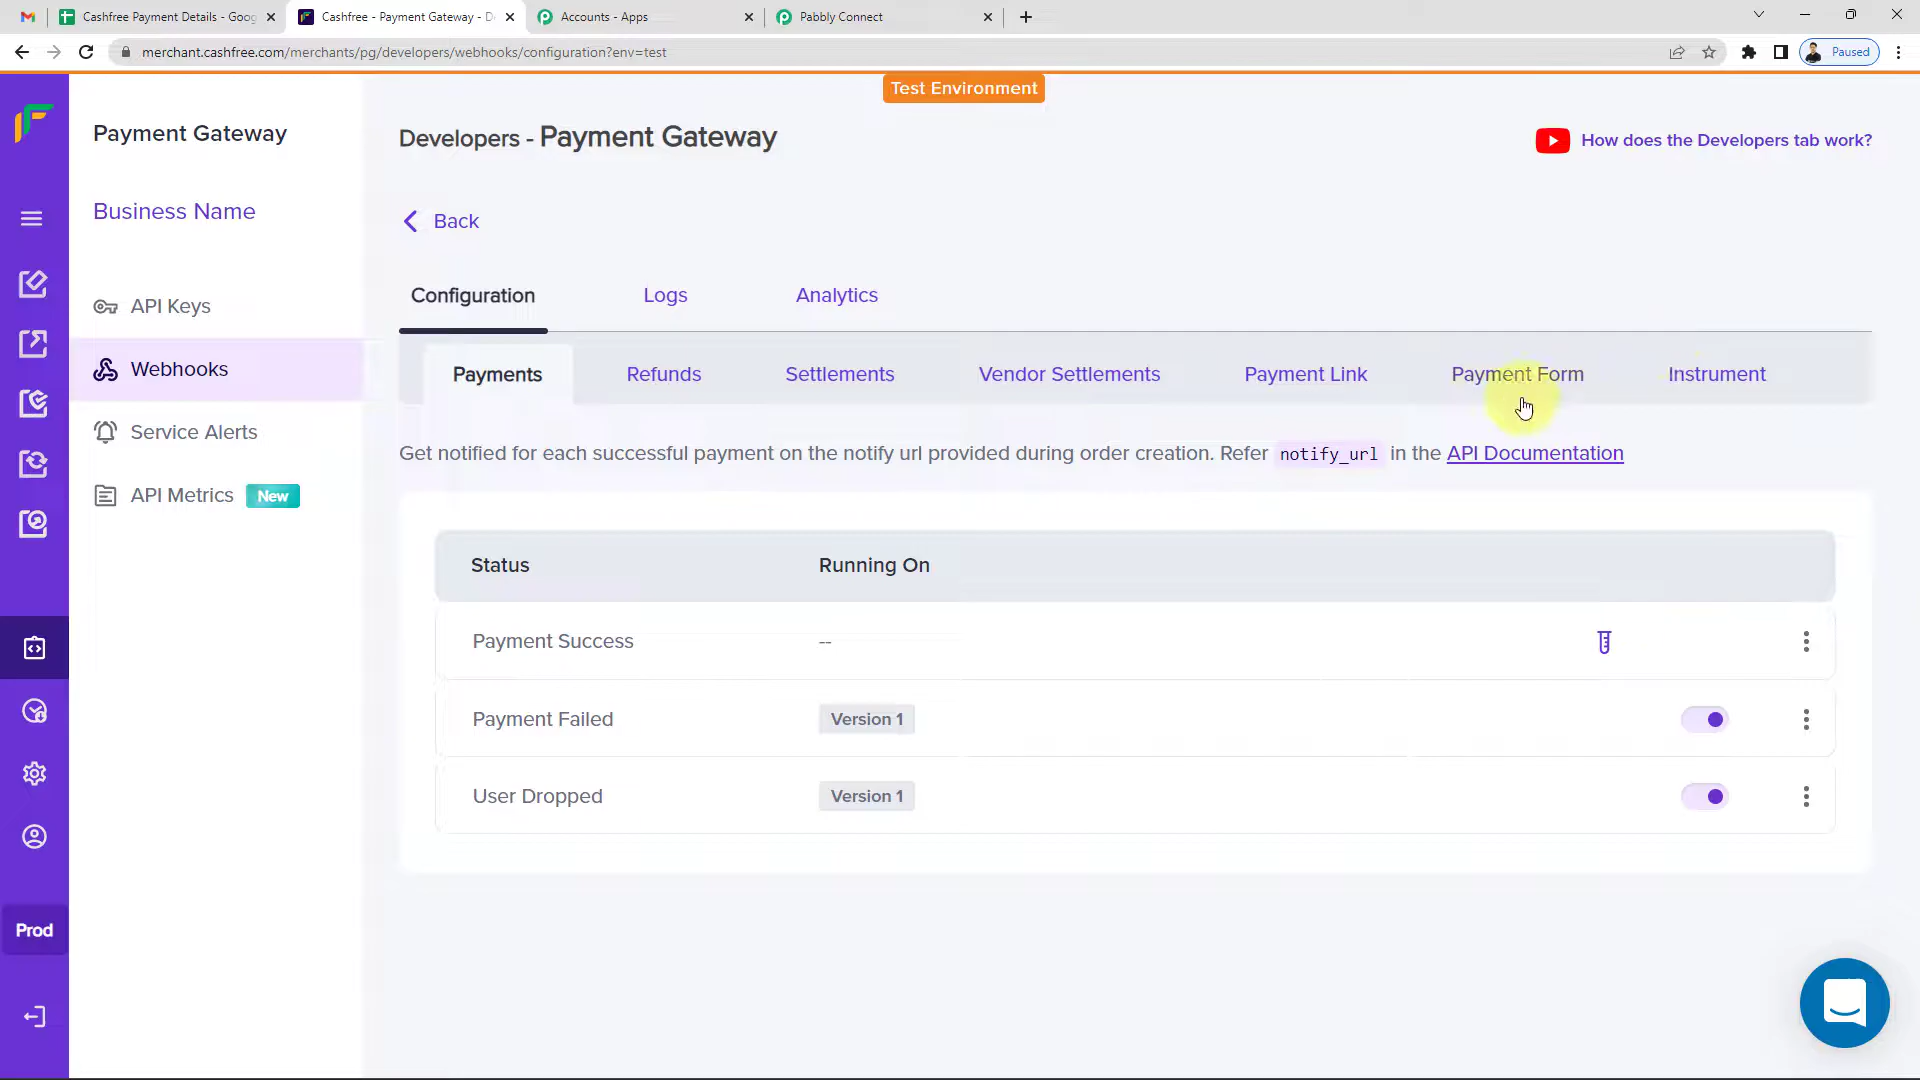 Cashfree Payment Details - Goog
Cashfree - Payment Gateway - D
Accounts - Apps
Pabbly Connect
merchant.cashfree.com/merchants/pg/developers/webhooks/configuration?env=test
Paused
Test Environment
Payment Gateway
Developers - Payment Gateway
How does the Developers tab work?
Business Name
Back
API Keys
Configuration
Logs
Analytics
Webhooks
Payments
Refunds
Settlements
Vendor Settlements
Payment Link
Payment Form
Instrument
Service Alerts
Get notified for each successful payment on the notify url provided during order creation. Refer notify_url in the API Documentation
API Metrics New
Status
Running On
Payment Success
--
Payment Failed
Version 1
User Dropped
Version 1
Prod